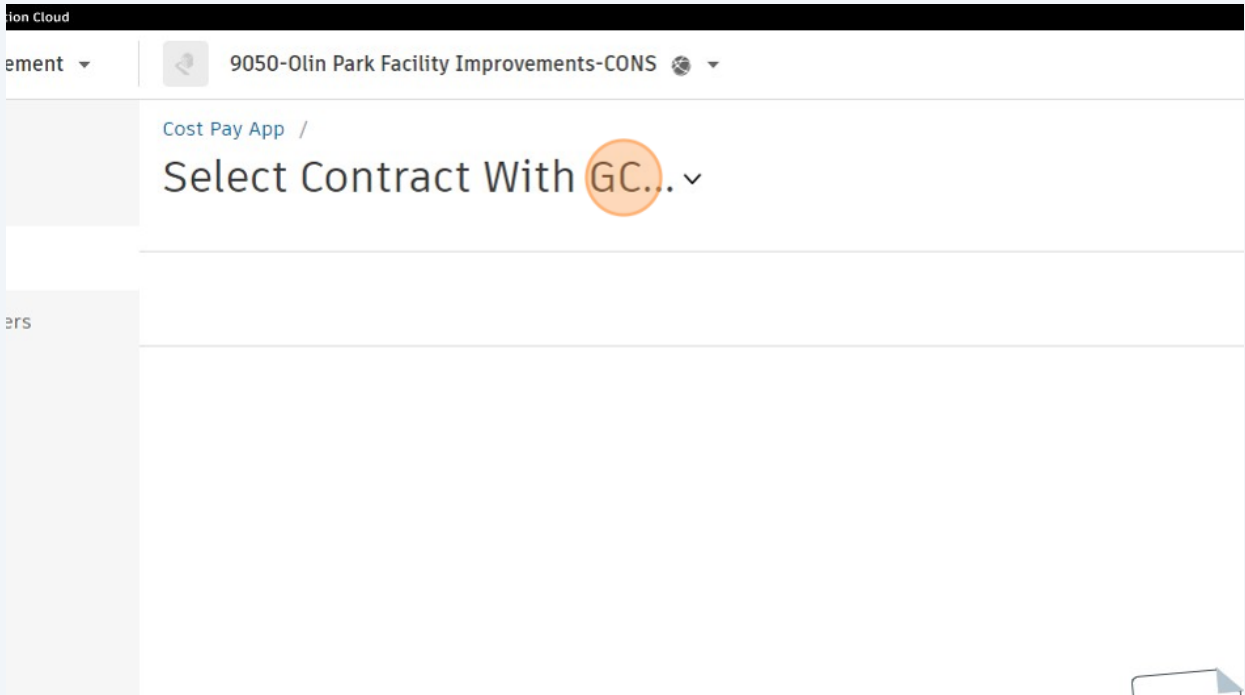 tion Cloud
ement
9050-Olin Park Facility Improvements-CONS
Cost Pay App /
Select Contract With GC...
ers